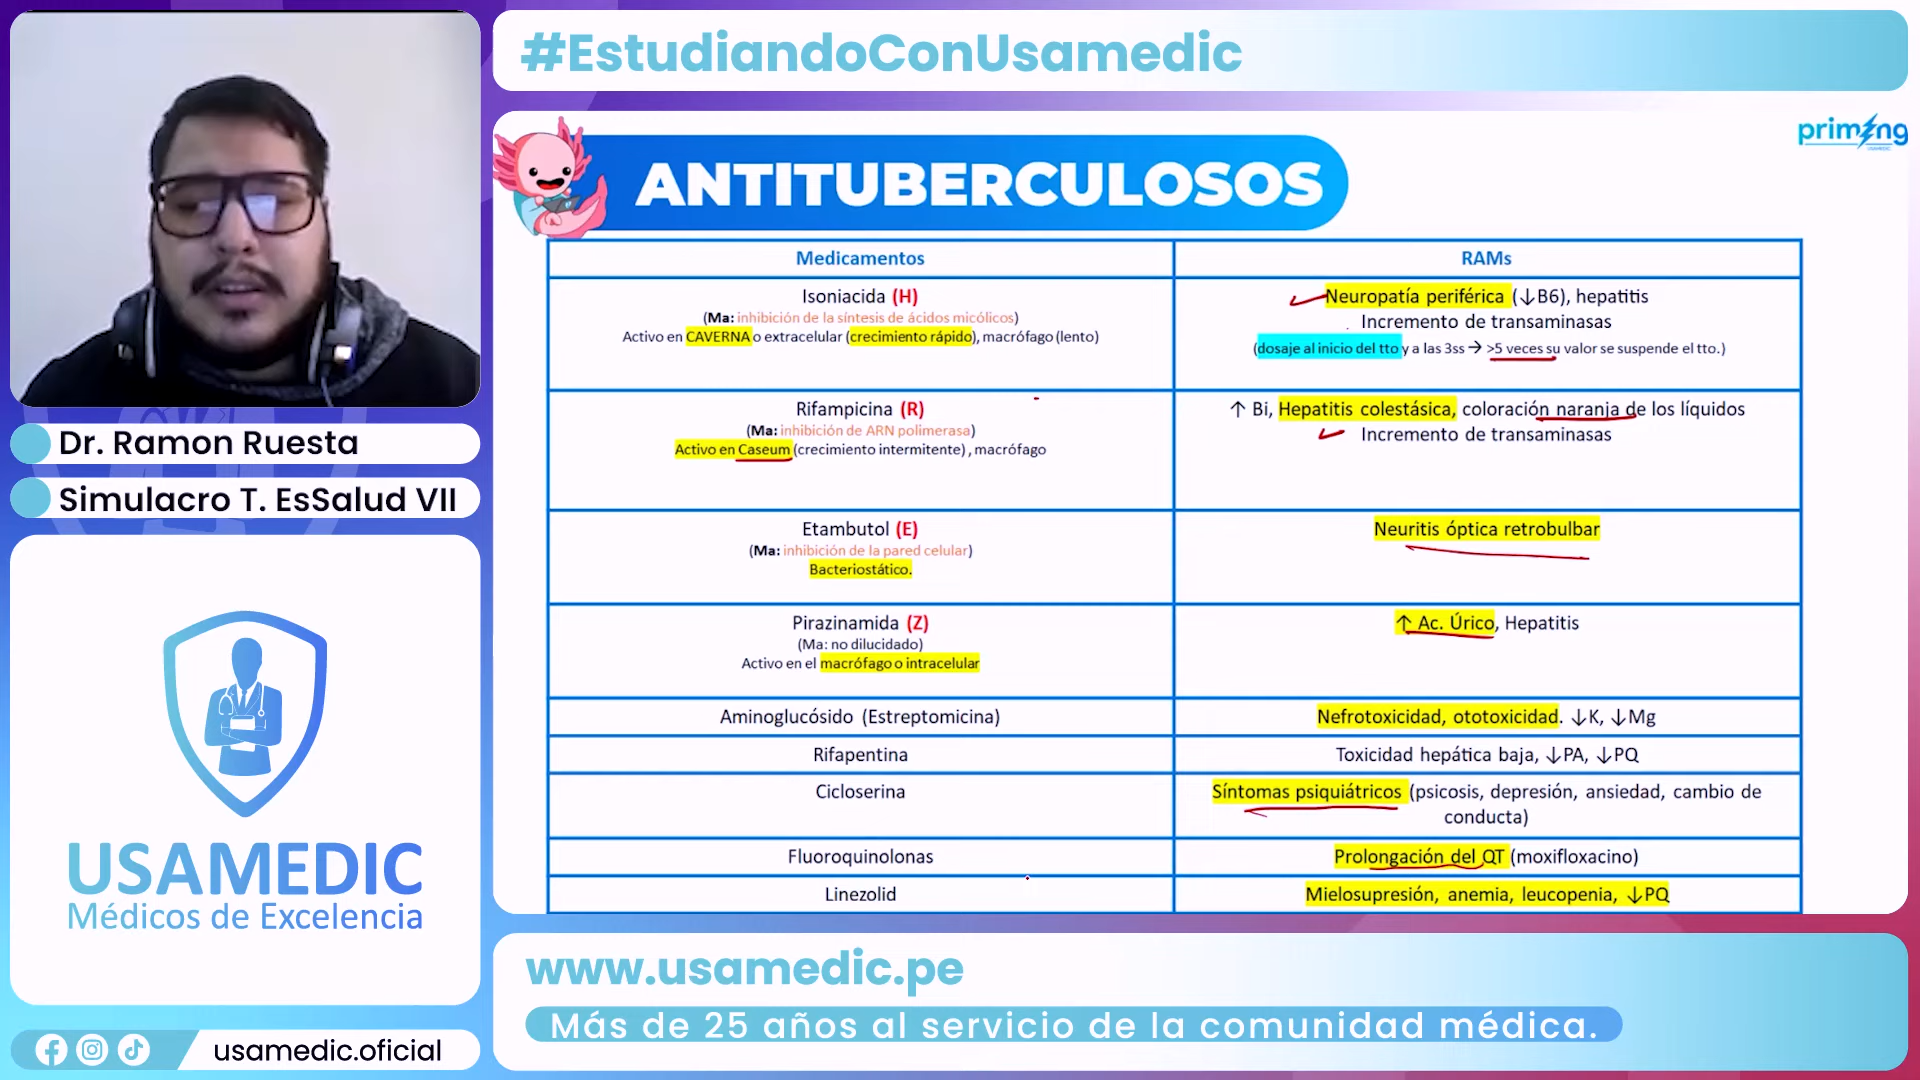 #EstudiandoConUsamedic
priming
USAMEDIC
ANTITUBERCULOSOS
Medicamentos
RAMs
Isoniacida (H)
(Ma: inhibición de la síntesis de ácidos micólicos)
Activo en CAVERNA o extracelular (crecimiento rápido), macrófago (lento)
Neuropatía periférica (↓B6), hepatitis
Incremento de transaminasas
(dosaje al inicio del tto y a las 3ss → >5 veces su valor se suspende el tto.)
Rifampicina (R)
(Ma: inhibición de ARN polimerasa)
Activo en Caseum (crecimiento intermitente) , macrófago
↑ Bi, Hepatitis colestásica, coloración naranja de los líquidos
Incremento de transaminasas
Etambutol (E)
(Ma: inhibición de la pared celular)
Bacteriostático.
Neuritis óptica retrobulbar
Pirazinamida (Z)
(Ma: no dilucidado)
Activo en el macrófago o intracelular
↑ Ac. Úrico, Hepatitis
Aminoglucósido (Estreptomicina)
Nefrotoxicidad, ototoxicidad. ↓K, ↓Mg
Rifapentina
Toxicidad hepática baja, ↓PA, ↓PQ
Cicloserina
Síntomas psiquiátricos (psicosis, depresión, ansiedad, cambio de
conducta)
Fluoroquinolonas
Prolongación del QT (moxifloxacino)
Linezolid
Mielosupresión, anemia, leucopenia, ↓PQ
Dr. Ramon Ruesta
Simulacro T. EsSalud VII
USAMEDIC
Médicos de Excelencia
usamedic.oficial
www.usamedic.pe
Más de 25 años al servicio de la comunidad médica.